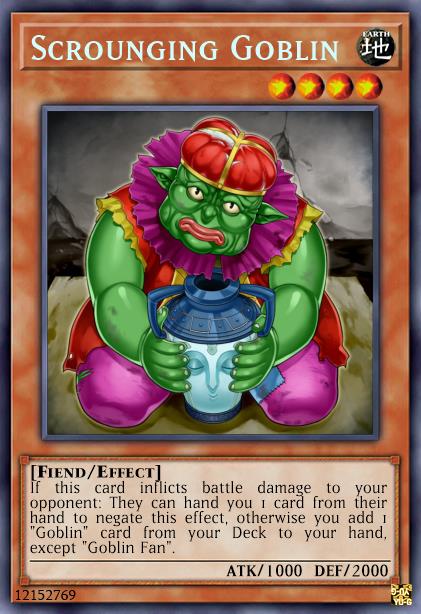 Scrounging Goblin
EARTH
地
[Fiend/Effect]
If this card inflicts battle damage to your
opponent: They can hand you 1 card from their
hand to negate this effect, otherwise you add 1
"Goblin" card from your Deck to your hand,
except "Goblin Fan".
ATK/1000 DEF/2000
12152769